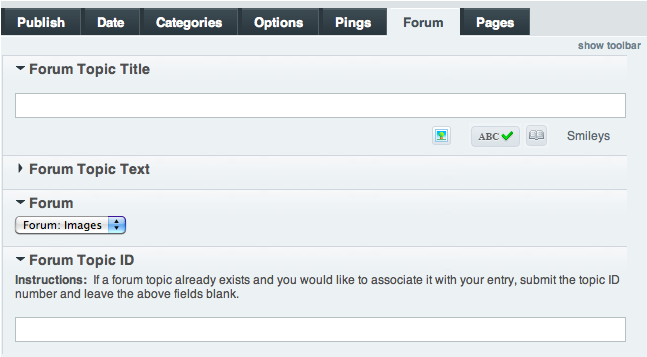 Publish Date Categories Options Pings Forum Pages
show toolbar
Forum Topic Title
ABC Smileys
Forum Topic Text
Forum
Forum: Images
Forum Topic ID
Instructions: If a forum topic already exists and you would like to associate it with your entry, submit the topic ID
number and leave the above fields blank.